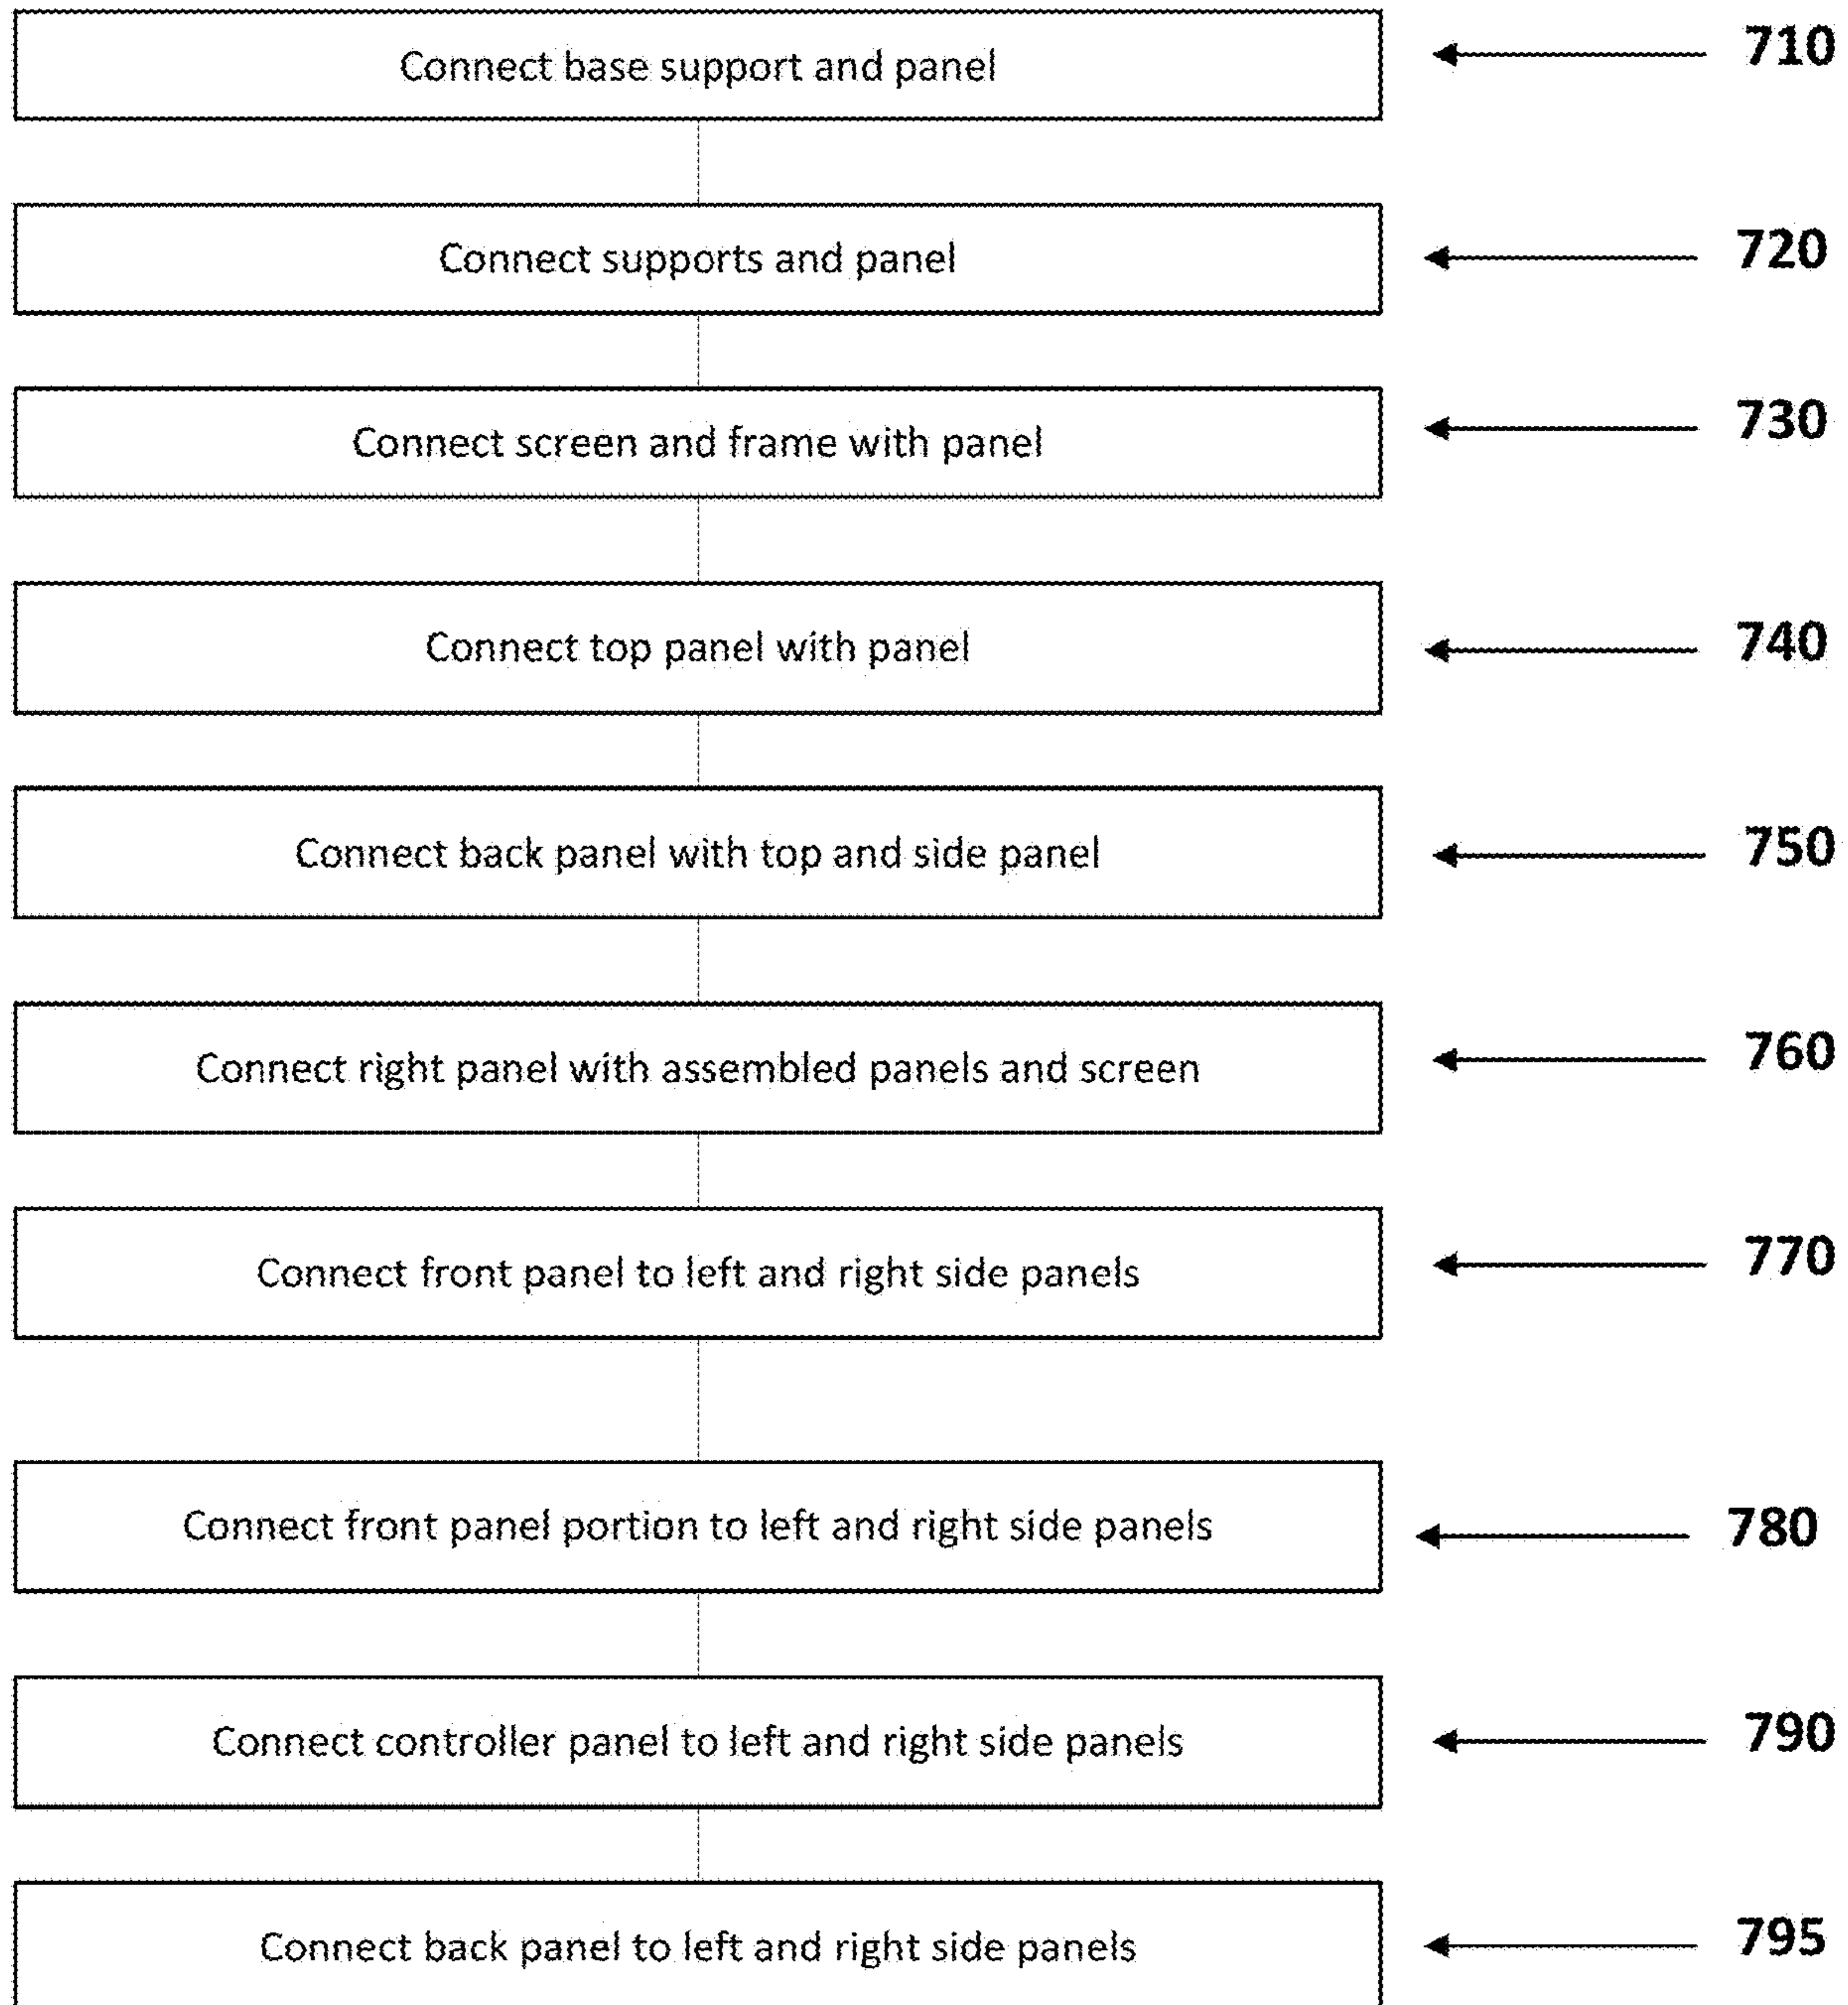 Connect base support and panel
710
Connect supports and panel
720
Connect screen and frame with panel
730
Connect top panel with panel
740
Connect back panel with top and side panel
750
Connect right panel with assembled panels and screen
760
Connect front panel to left and right side panels
770
Connect front panel portion to left and right side panels
780
Connect controller panel to left and right side panels
790
Connect back panel to left and right side panels
795